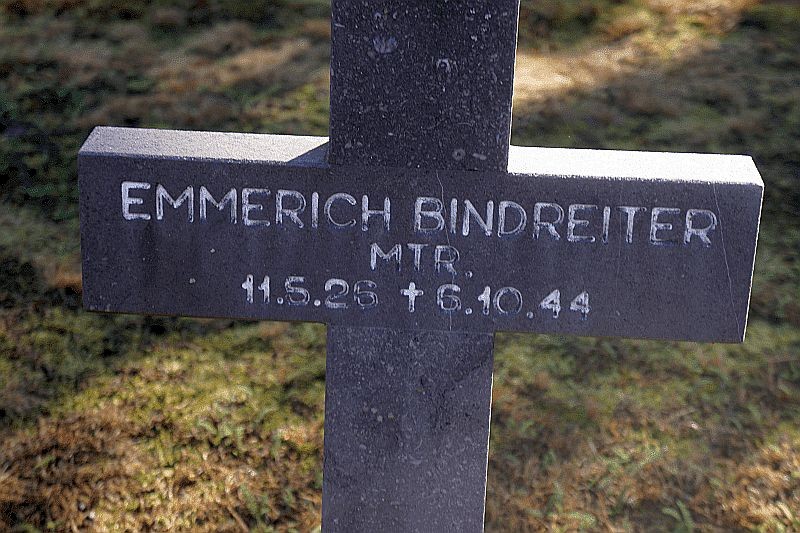 EMMERICH BINDREITER
MTR.
11.5.26 ✝ 6.10.44